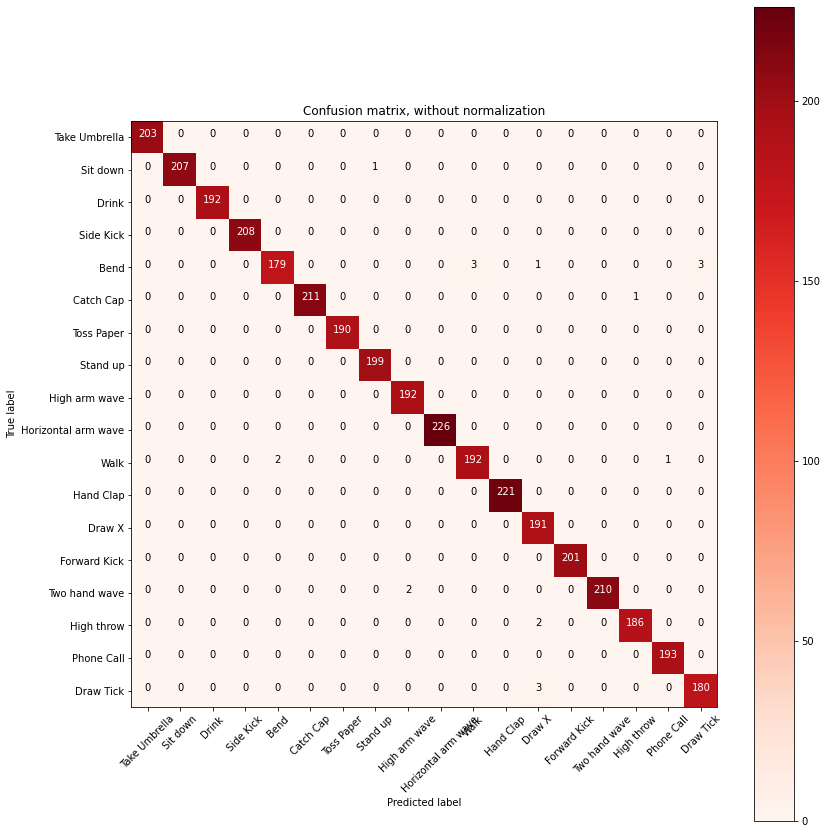 Confusion matrix, without normalization
Take Umbrella 203 0 0 0 0 0 0 0 0 0 0 0 0 0 0 0 0 0
Sit down 0 207 0 0 0 0 0 1 0 0 0 0 0 0 0 0 0 0
Drink 0 0 192 0 0 0 0 0 0 0 0 0 0 0 0 0 0 0
Side Kick 0 0 0 208 0 0 0 0 0 0 0 0 0 0 0 0 0 0
Bend 0 0 0 0 179 0 0 0 0 0 3 0 1 0 0 0 0 3
Catch Cap 0 0 0 0 0 211 0 0 0 0 0 0 0 0 0 1 0 0
Toss Paper 0 0 0 0 0 0 190 0 0 0 0 0 0 0 0 0 0 0
Stand up 0 0 0 0 0 0 0 199 0 0 0 0 0 0 0 0 0 0
High arm wave 0 0 0 0 0 0 0 0 192 0 0 0 0 0 0 0 0 0
Horizontal arm wave 0 0 0 0 0 0 0 0 0 226 0 0 0 0 0 0 0 0
Walk 0 0 0 0 2 0 0 0 0 0 192 0 0 0 0 0 1 0
Hand Clap 0 0 0 0 0 0 0 0 0 0 0 221 0 0 0 0 0 0
Draw X 0 0 0 0 0 0 0 0 0 0 0 0 191 0 0 0 0 0
Forward Kick 0 0 0 0 0 0 0 0 0 0 0 0 0 201 0 0 0 0
Two hand wave 0 0 0 0 0 0 0 0 2 0 0 0 0 0 210 0 0 0
High throw 0 0 0 0 0 0 0 0 0 0 0 0 2 0 0 186 0 0
Phone Call 0 0 0 0 0 0 0 0 0 0 0 0 0 0 0 0 193 0
Draw Tick 0 0 0 0 0 0 0 0 0 0 0 0 3 0 0 0 0 180
True label
Take Umbrella
Sit down
Drink
Side Kick
Bend
Catch Cap
Toss Paper
Stand up
High arm wave
Horizontal arm wave
Walk
Hand Clap
Draw X
Forward Kick
Two hand wave
High throw
Phone Call
Draw Tick
Predicted label
200
150
100
50
0